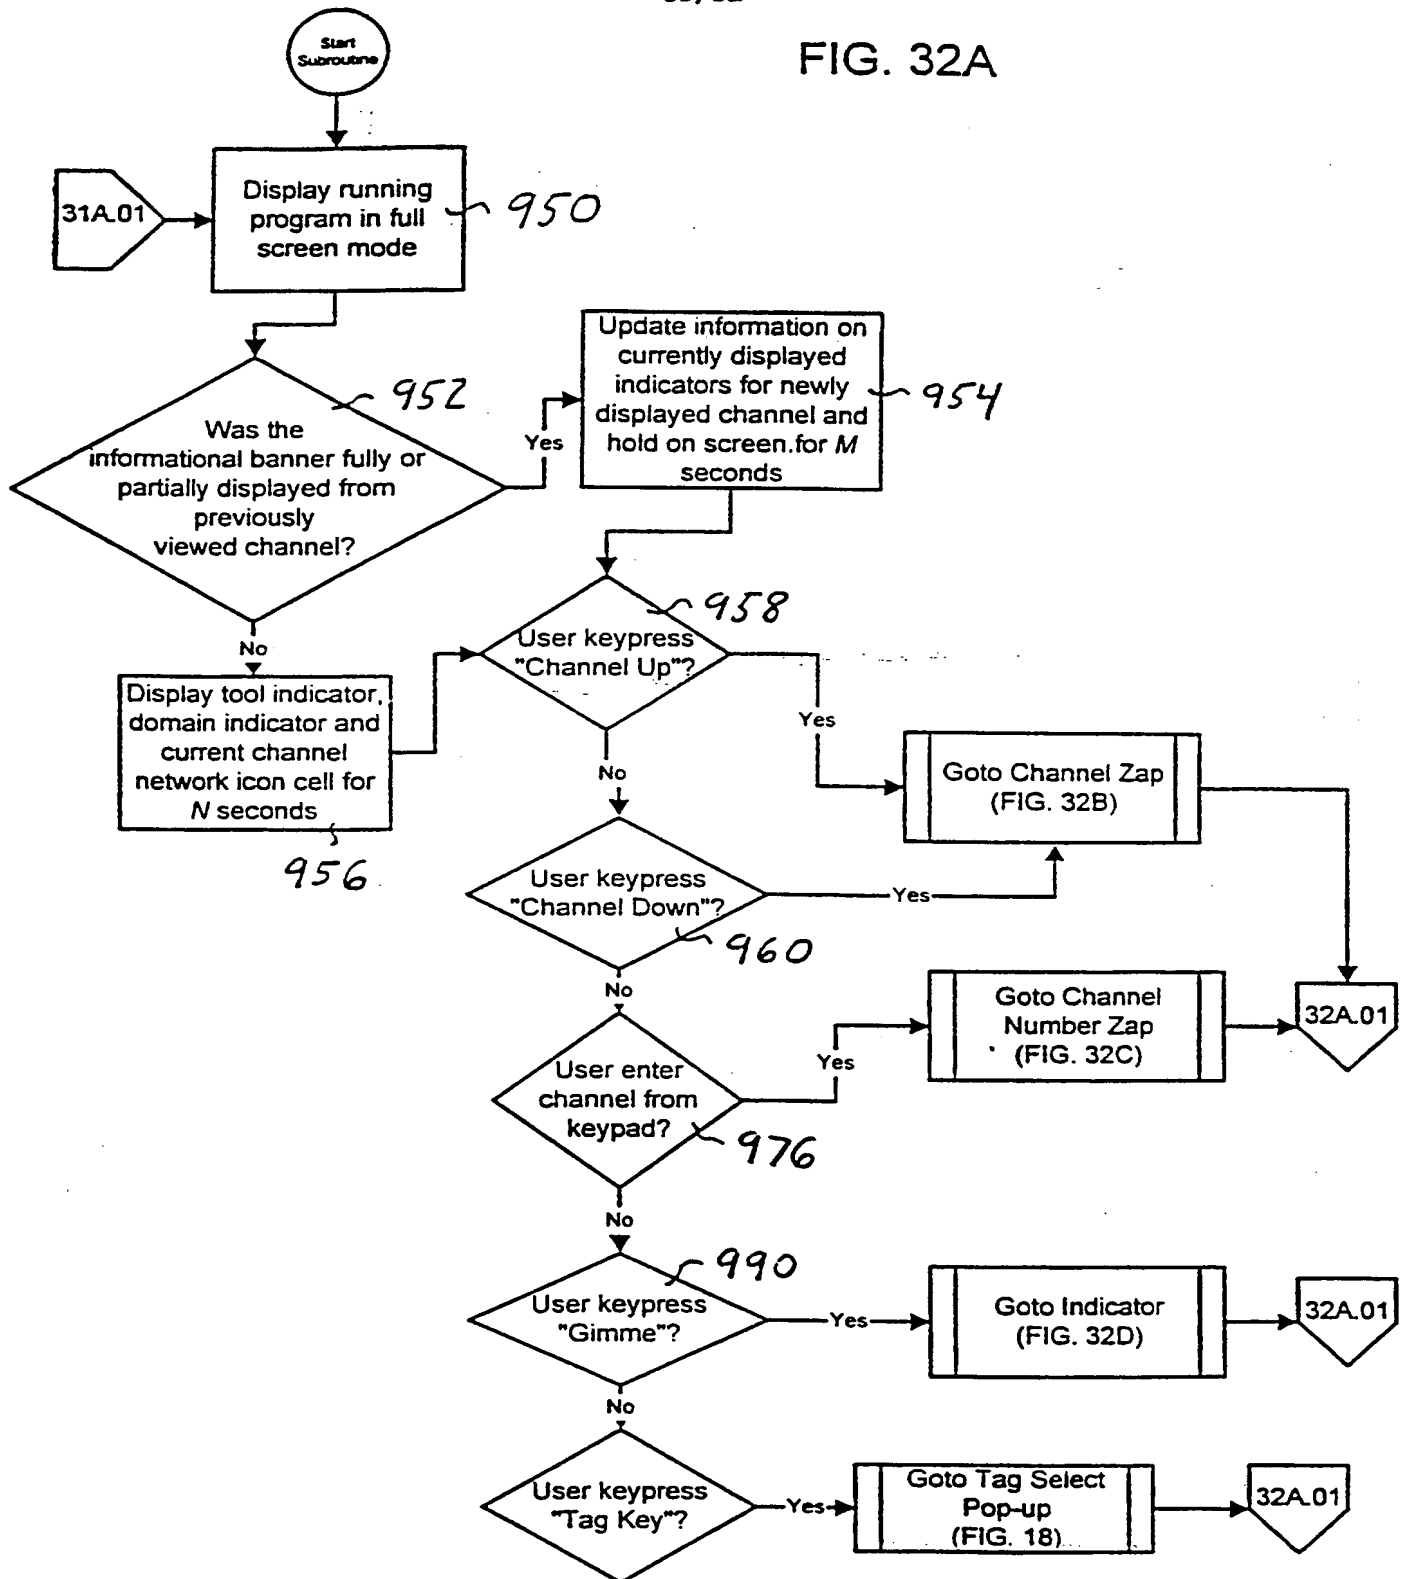 FIG. 32A
Start
Subroutine
31A.01
Display running
program in full
screen mode
950
Update information on
currently displayed
indicators for newly
displayed channel and
hold on screen.for M
seconds
954
952
Was the
informational banner fully or
partially displayed from
previously
viewed channel?
Yes
No
Display tool indicator,
domain indicator and
current channel
network icon cell for
N seconds
956
958
User keypress
"Channel Up"?
Yes
No
Goto Channel Zap
(FIG. 32B)
User keypress
"Channel Down"?
960
Yes
No
32A.01
User enter
channel from
keypad?
976
Yes
No
Goto Channel
Number Zap
(FIG. 32C)
990
User keypress
"Gimme"?
Yes
No
Goto Indicator
(FIG. 32D)
32A.01
User keypress
"Tag Key"?
Yes
Goto Tag Select
Pop-up
(FIG. 18)
32A.01